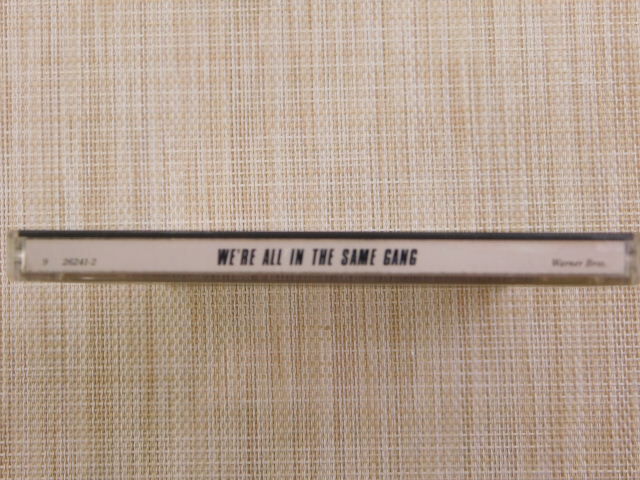 9 26241-2 WE'RE ALL IN THE SAME GANG Warner Bros.